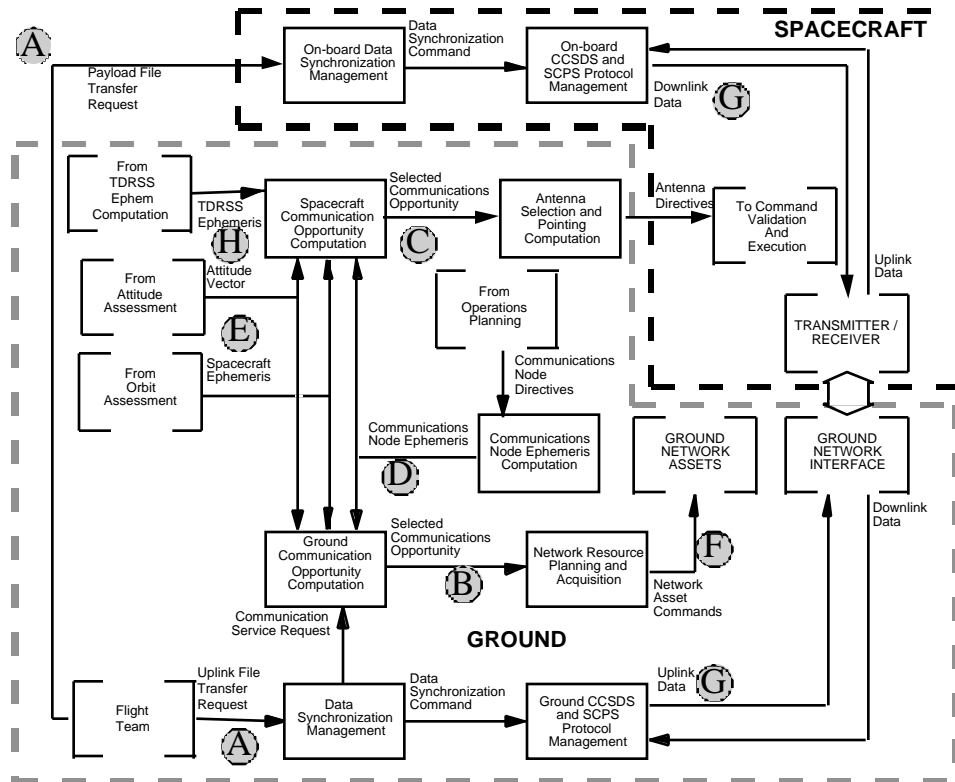 SPACECRAFT
A
Payload File
Transfer
Request
On-board Data
Synchronization
Management
Data
Synchronization
Command
On-board
CCSDS and
SCPS Protocol
Management
Downlink
Data
G
From
TDRSS
Ephem
Computation
TDRSS
Ephemeris
H
Spacecraft
Communication
Opportunity
Computation
Selected
Communications
Opportunity
C
Antenna
Selection and
Pointing
Computation
Antenna
Directives
To Command
Validation
And
Execution
Uplink
Data
From
Attitude
Assessment
Attitude
Vector
E
From
Operations
Planning
TRANSMITTER /
RECEIVER
From
Orbit
Assessment
Spacecraft
Ephemeris
Communications
Node
Directives
Communications
Node Ephemeris
D
Communications
Node Ephemeris
Computation
GROUND
NETWORK
ASSETS
GROUND
NETWORK
INTERFACE
Downlink
Data
Ground
Communication
Opportunity
Computation
Selected
Communications
Opportunity
B
Network Resource
Planning and
Acquisition
F
Network
Asset
Commands
Communication
Service Request
GROUND
Flight
Team
Uplink File
Transfer
Request
A
Data
Synchronization
Management
Data
Synchronization
Command
Ground CCSDS
and SCPS
Protocol
Management
Uplink
Data
G